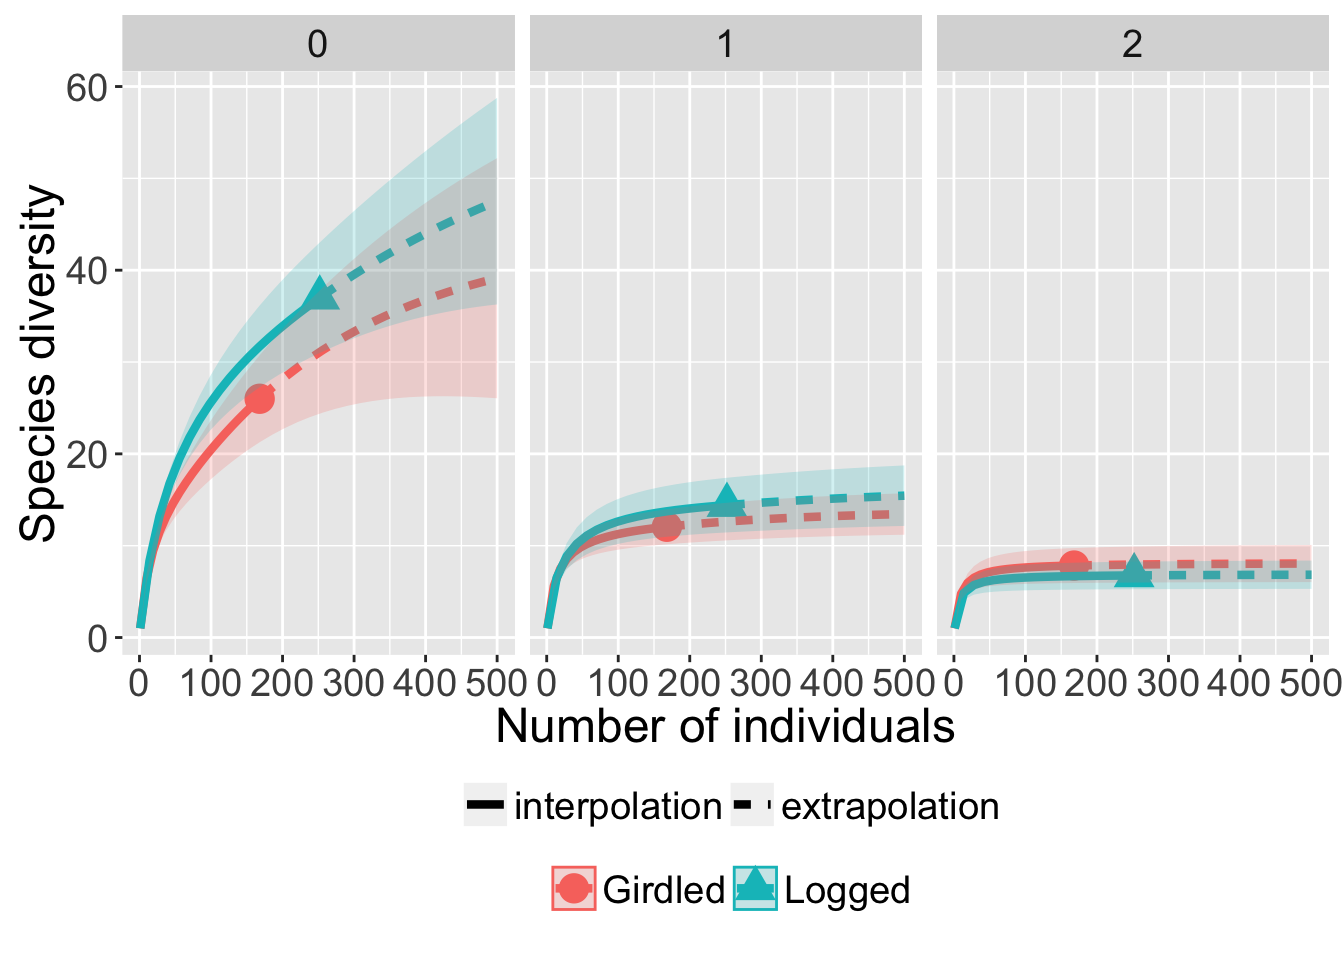 0 1 2
60
40
20
0
Species diversity
0 100 200 300 400 500 0 100 200 300 400 500 0 100 200 300 400 500
Number of individuals
interpolation extrapolation
Girdled Logged